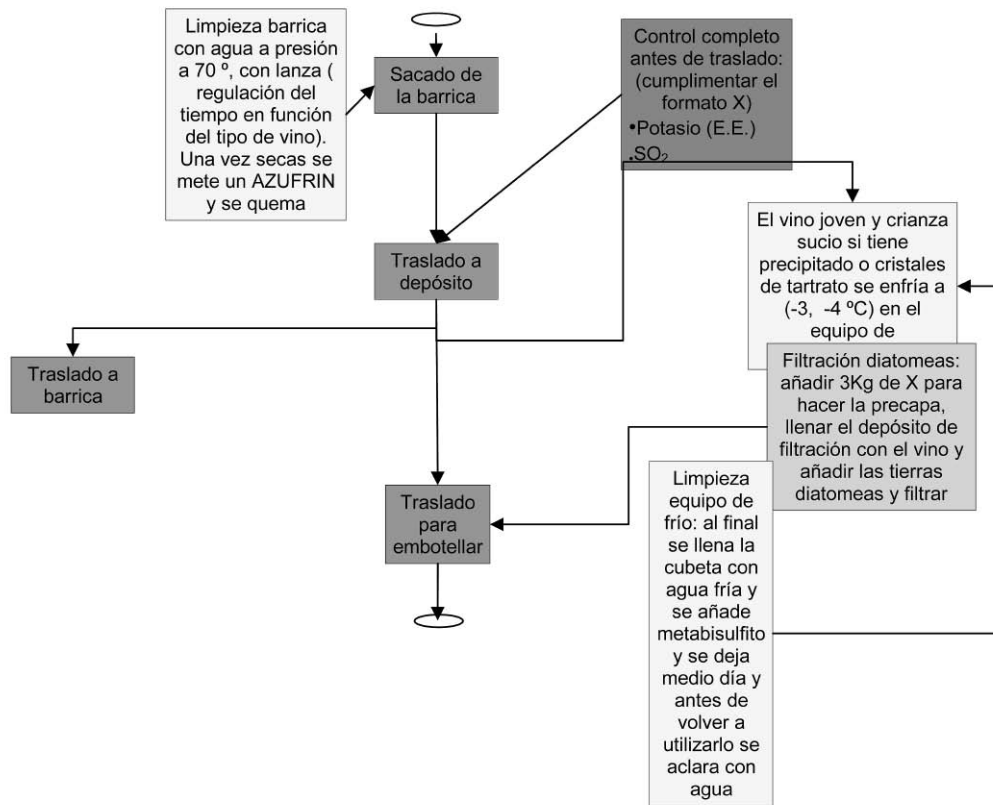 Limpieza barrica
con agua a presión
a 70 º, con lanza (
regulación del
tiempo en función
del tipo de vino).
Una vez secas se
mete un AZUFRIN
y se quema
Sacado de
la barrica
Control completo
antes de traslado:
(cumplimentar el
formato X)
•Potasio (E.E.)
•SO₂
El vino joven y crianza
sucio si tiene
precipitado o cristales
de tartrato se enfría a
(-3, -4 ºC) en el
equipo de
Traslado a
depósito
Traslado a
barrica
Filtración diatomeas:
añadir 3Kg de X para
hacer la precapa,
llenar el depósito de
filtración con el vino y
añadir las tierras
diatomeas y filtrar
Traslado
para
embotellar
Limpieza
equipo de
frío: al final
se llena la
cubeta con
agua fría y
se añade
metabisulfito
y se deja
medio día y
antes de
volver a
utilizarlo se
aclara con
agua